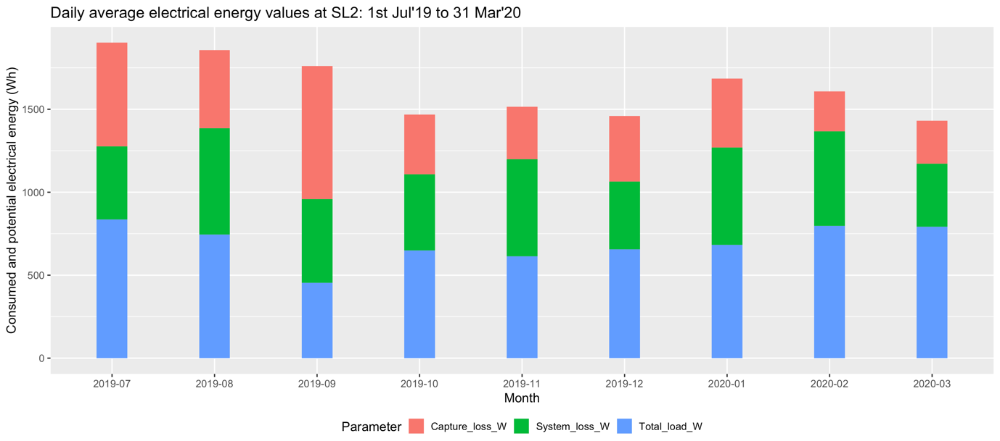 Daily average electrical energy values at SL2: 1st Jul'19 to 31 Mar'20
Consumed and potential electrical energy (Wh)
1500
1000
500
0
2019-07 2019-08 2019-09 2019-10 2019-11 2019-12 2020-01 2020-02 2020-03
Month
Parameter Capture_loss_W System_loss_W Total_load_W